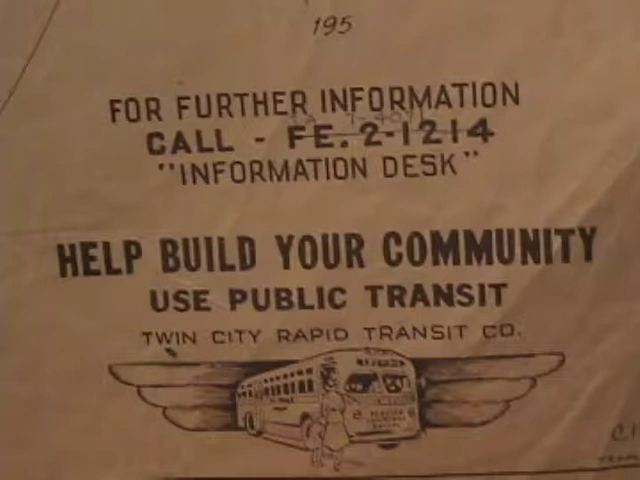 195
FOR FURTHER INFORMATION
CALL - FE. 2-1214
"INFORMATION DESK"
HELP BUILD YOUR COMMUNITY
USE PUBLIC TRANSIT
TWIN CITY RAPID TRANSIT CO.